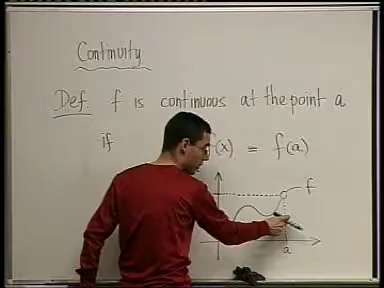 Continuity
Def. f is continuous at the point a
if (x) = f(a)
f
a